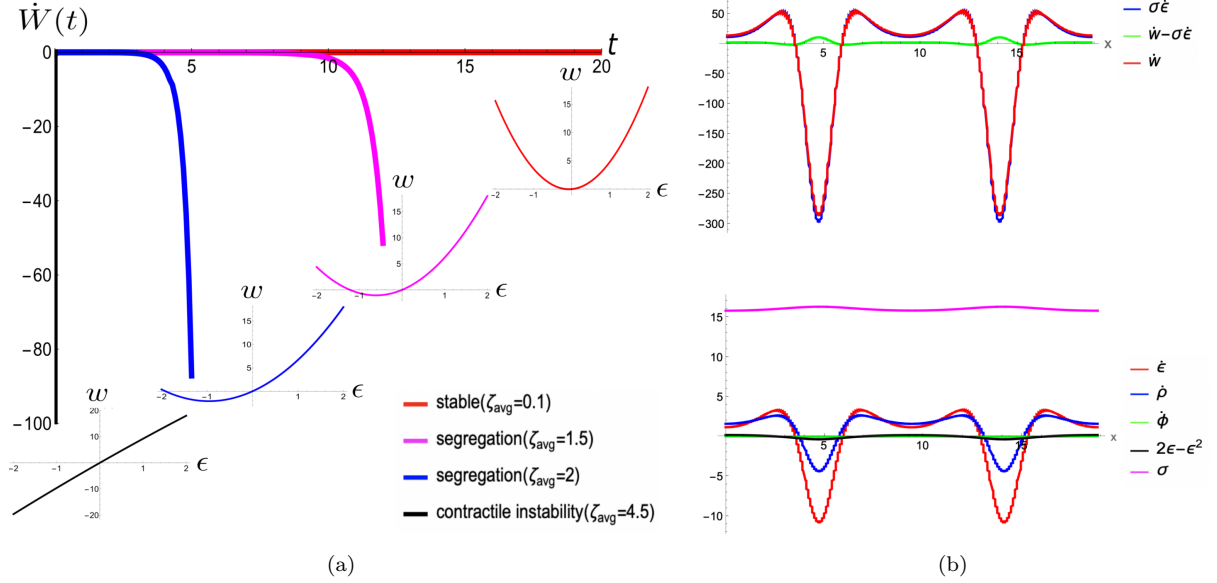 Ẇ(t)
t
0
5
10
15
20
−20
−40
−60
−80
−100
w
15
10
5
−2
−1
1
2
ϵ
w
15
10
5
−2
−1
1
2
ϵ
w
15
10
5
−2
−1
0
1
2
ϵ
w
20
10
−2
−1
1
2
−10
−20
ϵ
stable(ζavg=0.1)
segregation(ζavg=1.5)
segregation(ζavg=2)
contractile instability(ζavg=4.5)
(a)
50
−50
−100
−150
−200
−250
−300
5
10
15
x
σϵ̇
ẇ−σϵ̇
ẇ
15
10
5
−5
−10
5
10
15
x
ϵ̇
ρ̇
ϕ̇
2ϵ−ϵ²
σ
(b)